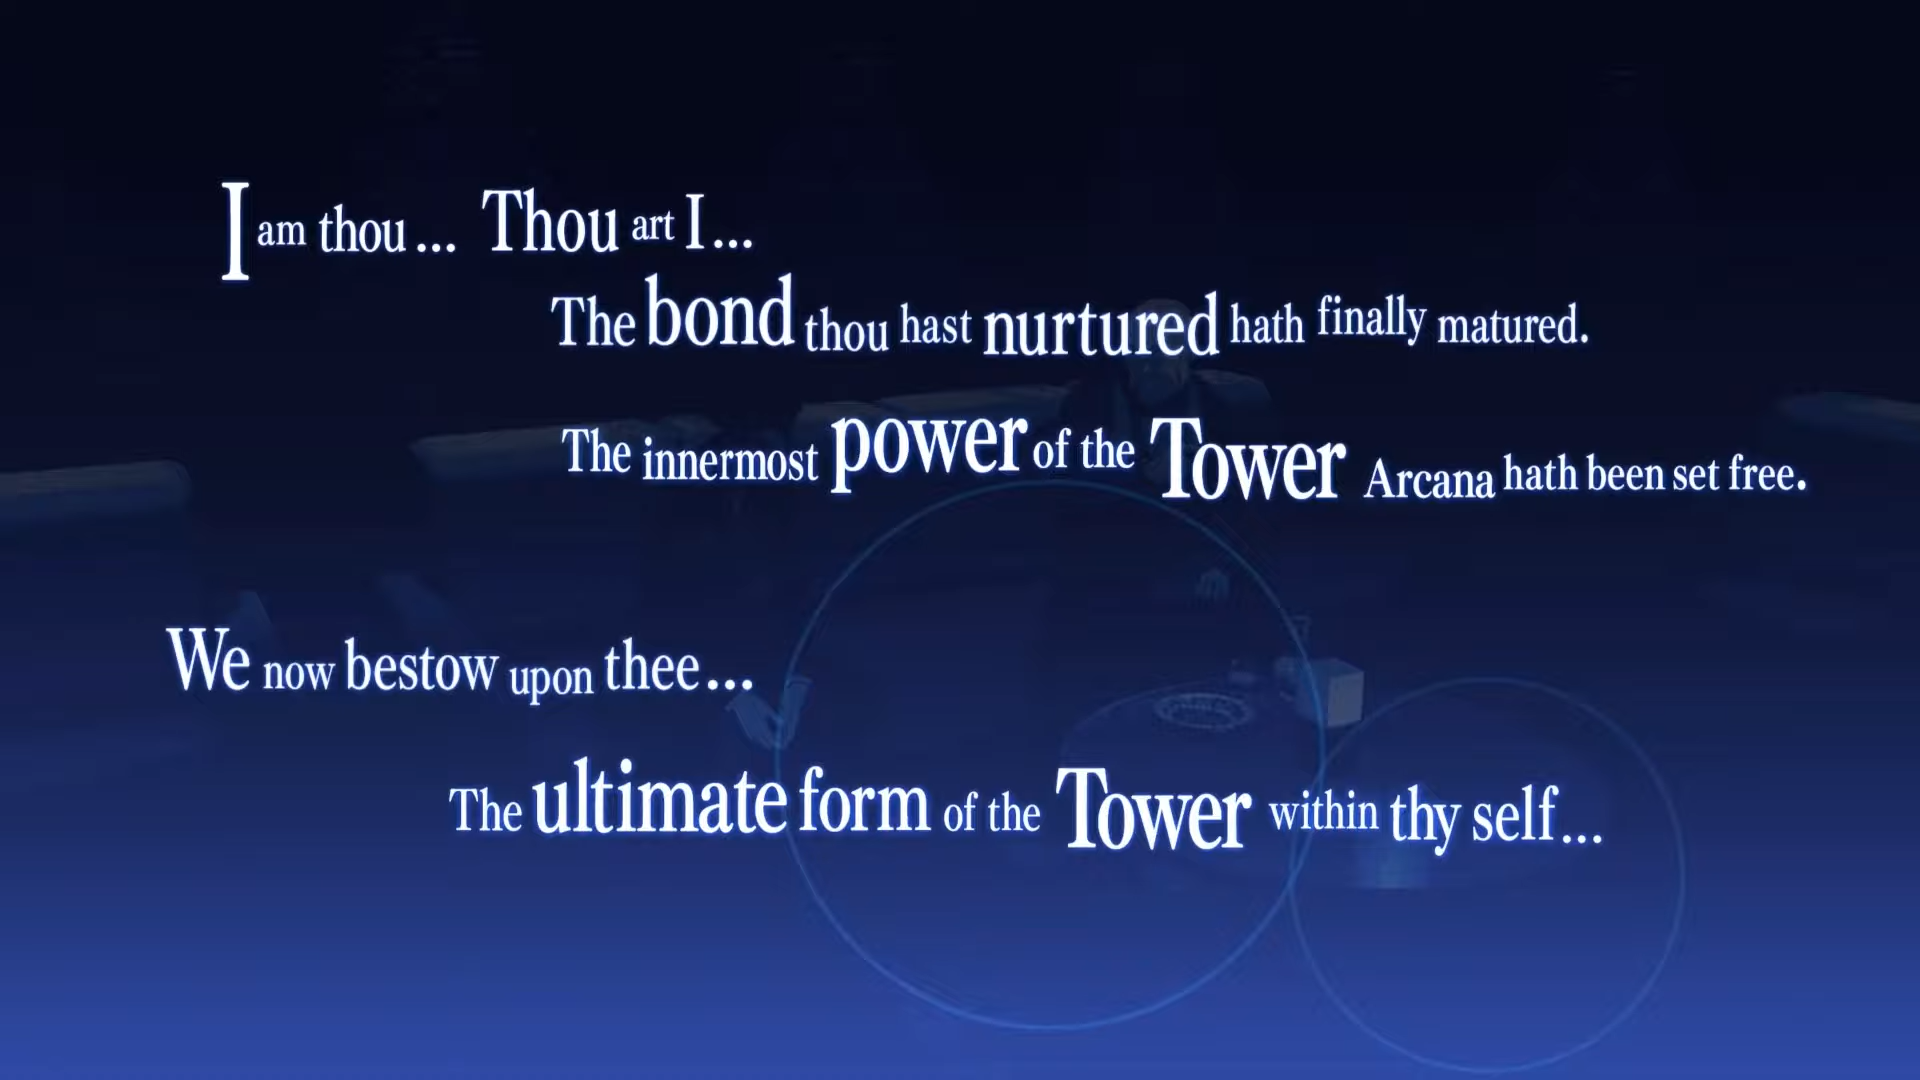 I am thou... Thou art I...
The bond thou hast nurtured hath finally matured.
The innermost power of the Tower Arcana hath been set free.
We now bestow upon thee...
The ultimate form of the Tower within thy self...